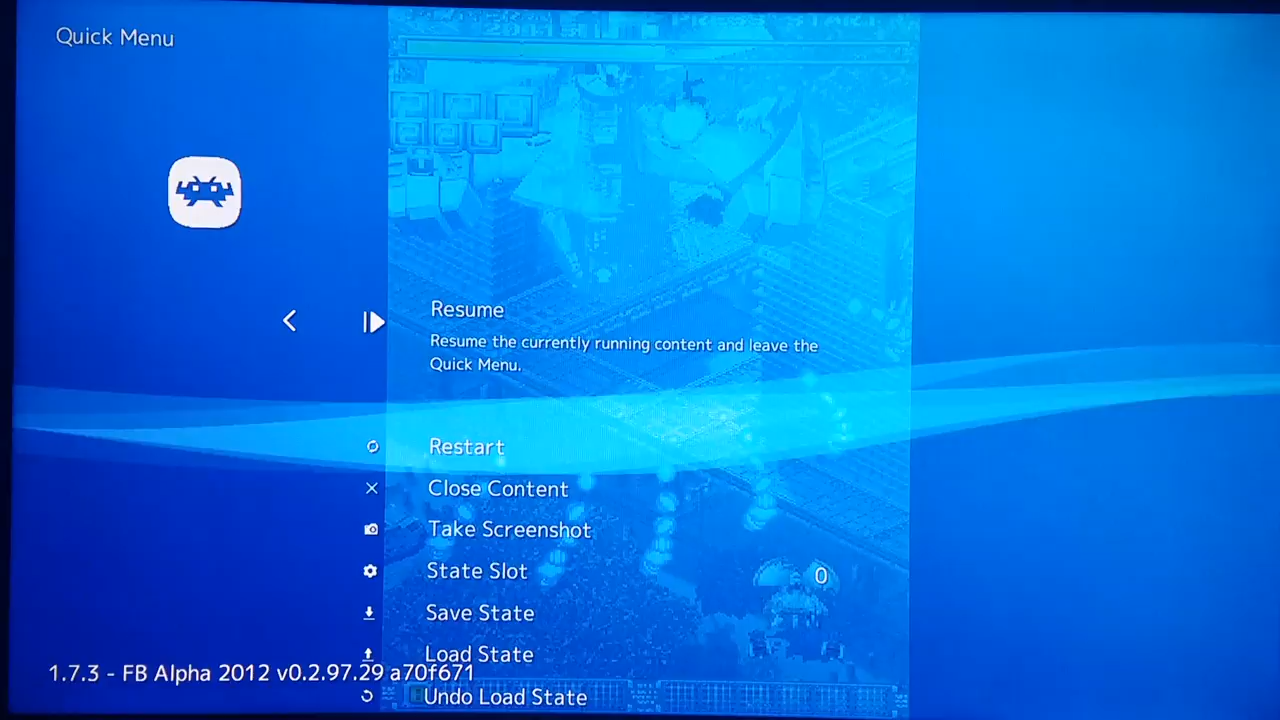 Quick Menu
Resume
Resume the currently running content and leave the
Quick Menu.
Restart
Close Content
Take Screenshot
State Slot
0
Save State
Load State
1.7.3 - FB Alpha 2012 v0.2.97.29 a70f671
Undo Load State